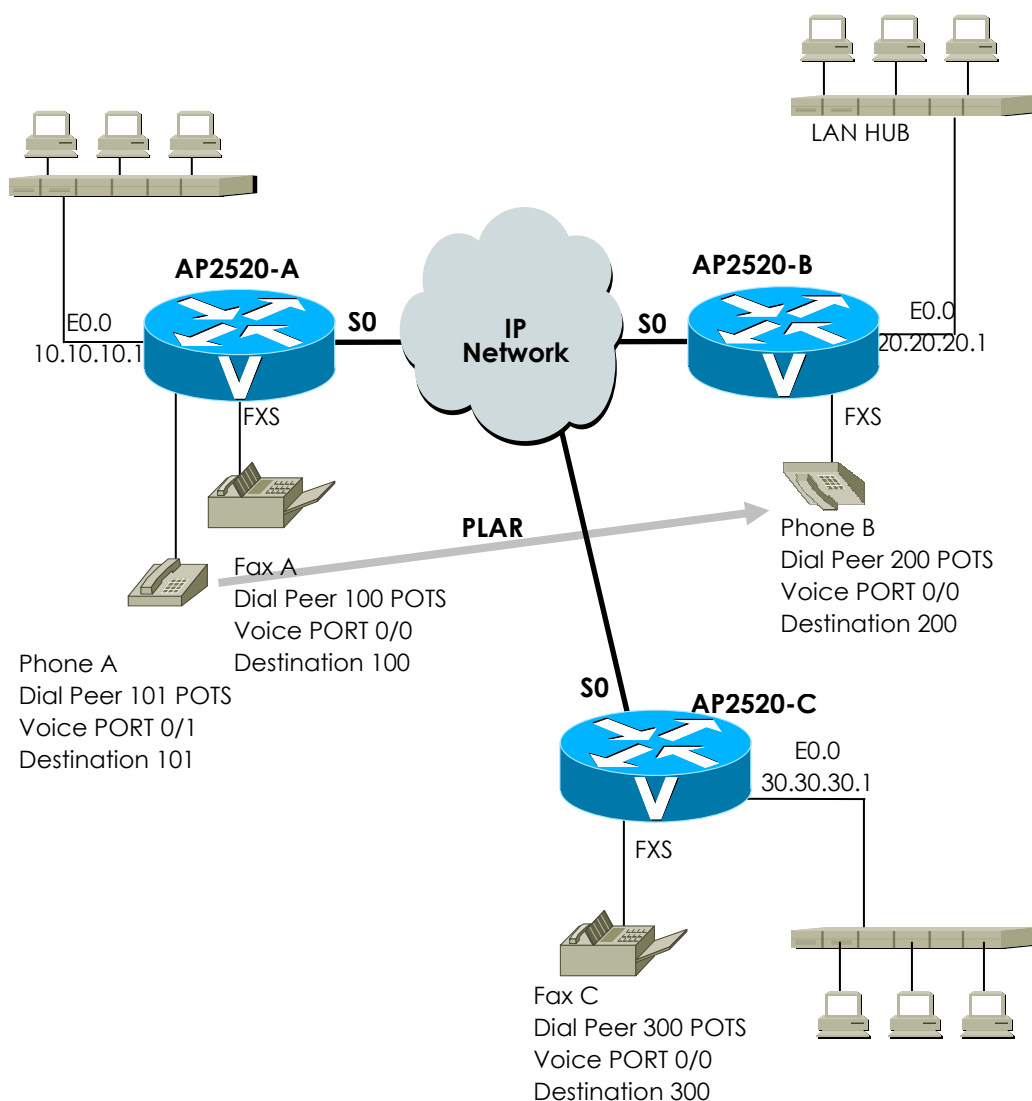 LAN HUB
AP2520-A
AP2520-B
E0.0
10.10.10.1
S0
IP
Network
S0
E0.0
20.20.20.1
FXS
FXS
PLAR
Fax A
Dial Peer 100 POTS
Voice PORT 0/0
Destination 100
Phone B
Dial Peer 200 POTS
Voice PORT 0/0
Destination 200
Phone A
Dial Peer 101 POTS
Voice PORT 0/1
Destination 101
S0
AP2520-C
E0.0
30.30.30.1
V
V
V
FXS
Fax C
Dial Peer 300 POTS
Voice PORT 0/0
Destination 300